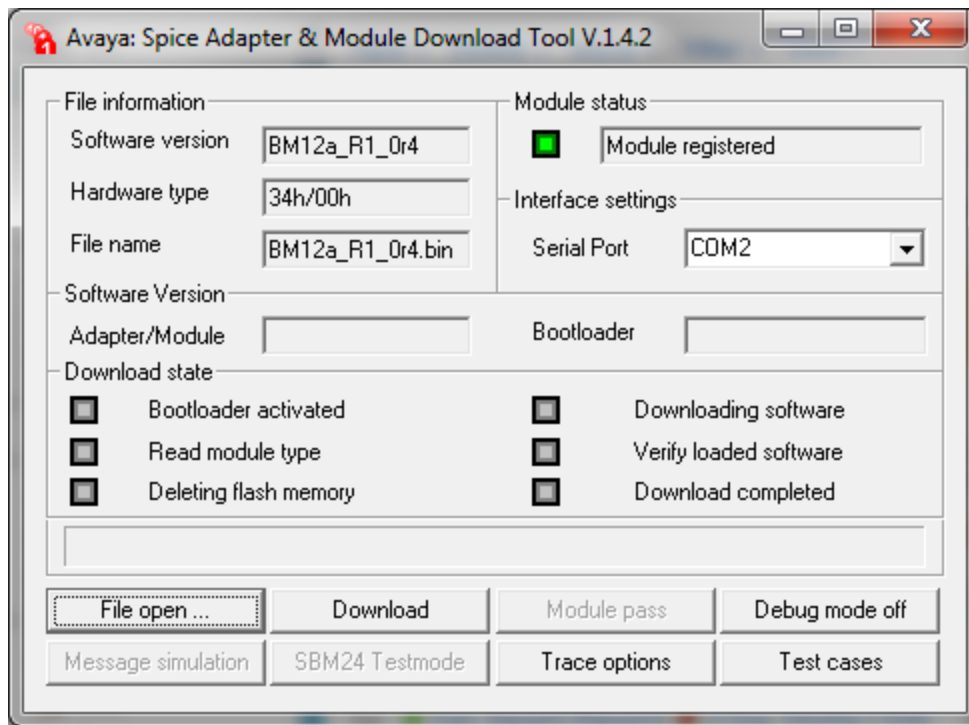 Avaya: Spice Adapter & Module Download Tool V.1.4.2
File information
Software version BM12a_R1_0r4
Hardware type 34h/00h
File name BM12a_R1_0r4.bin
Module status
Module registered
Interface settings
Serial Port COM2
Software Version
Adapter/Module
Bootloader
Download state
Bootloader activated
Read module type
Deleting flash memory
Downloading software
Verify loaded software
Download completed
File open ...
Download
Module pass
Debug mode off
Message simulation
SBM24 Testmode
Trace options
Test cases